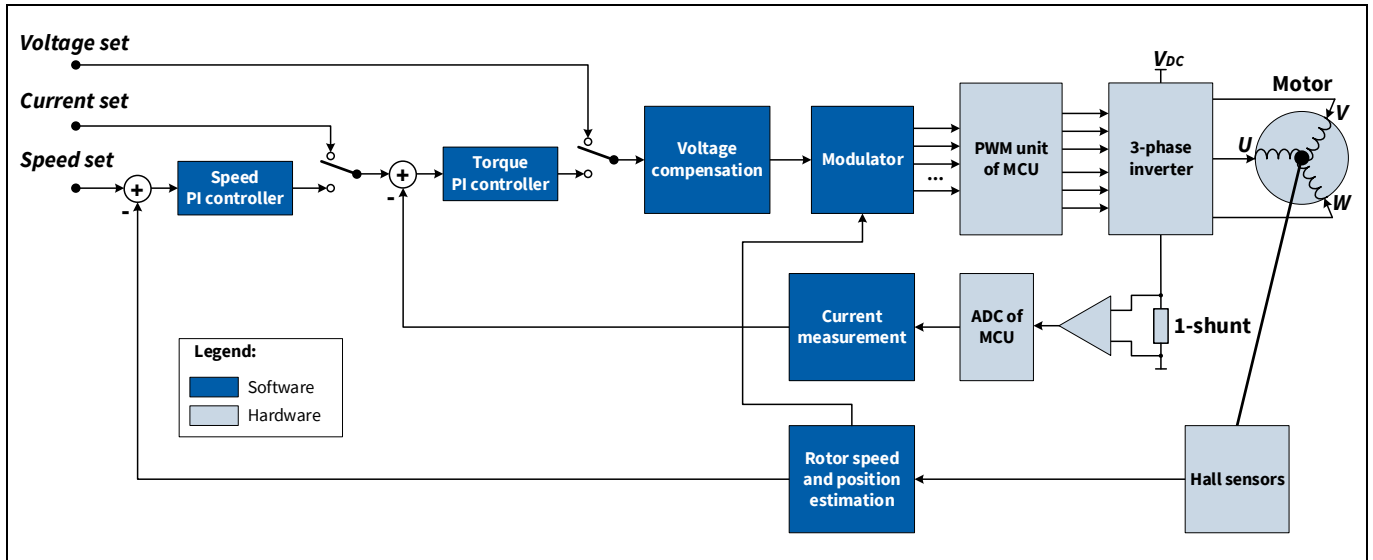 Voltage set
Current set
Speed set
+
-
Speed
PI controller
+
-
Torque
PI controller
Voltage
compensation
Modulator
...
PWM unit
of MCU
VDC
3-phase
inverter
Motor
U
V
W
Current
measurement
ADC of
MCU
1-shunt
Legend:
Software
Hardware
Rotor speed
and position
estimation
Hall sensors